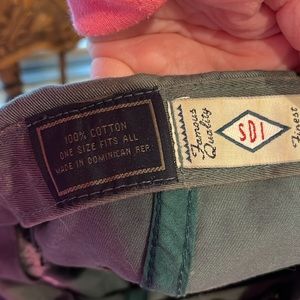 100% COTTON
ONE SIZE FITS ALL
MADE IN DOMINICAN REP.
Famous
Quality
SDI
Finest